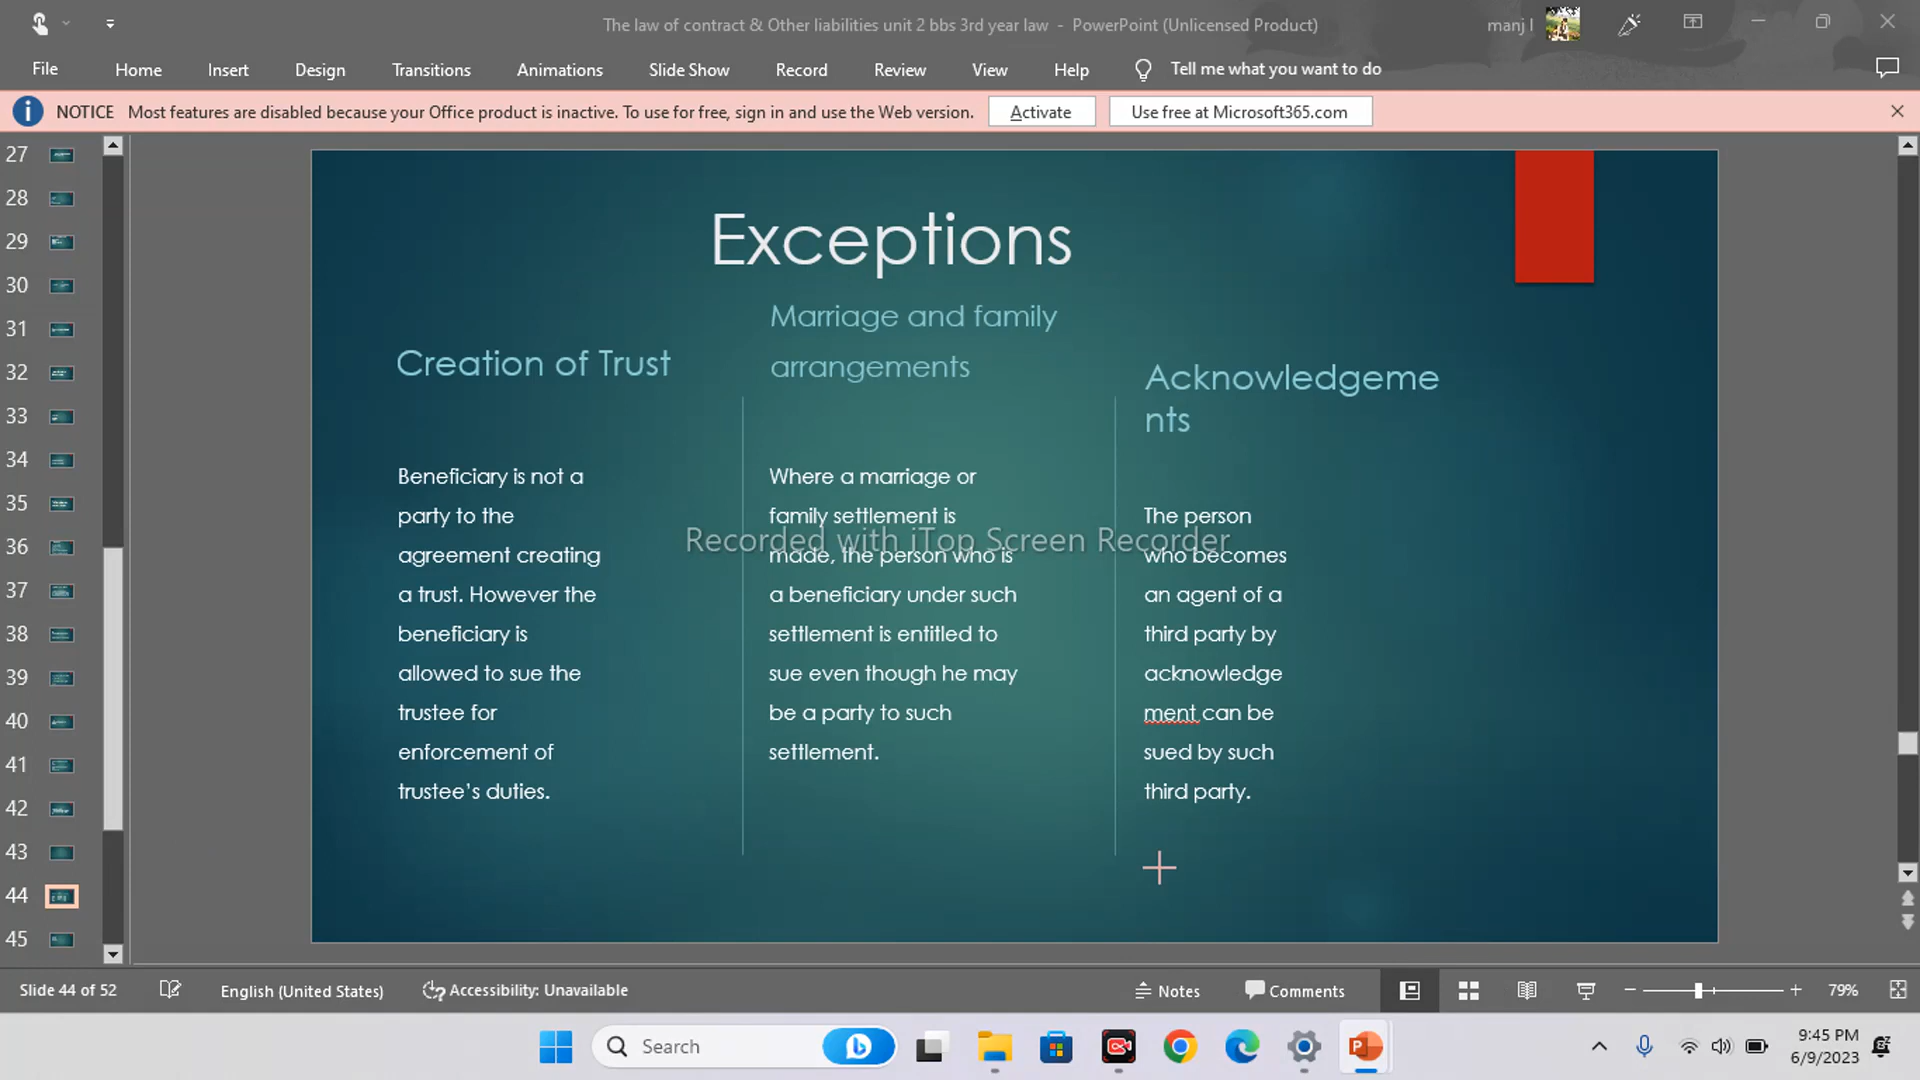 The law of contract & Other liabilities unit 2 bbs 3rd year law - PowerPoint (Unlicensed Product)
manj l
File
Home
Insert
Design
Transitions
Animations
Slide Show
Record
Review
View
Help
Tell me what you want to do
NOTICE Most features are disabled because your Office product is inactive. To use for free, sign in and use the Web version.
Activate
Use free at Microsoft365.com
27
28
29
30
31
32
33
34
35
36
37
38
39
40
41
42
43
44
45
Exceptions
Creation of Trust
Beneficiary is not a
party to the
agreement creating
a trust. However the
beneficiary is
allowed to sue the
trustee for
enforcement of
trustee’s duties.
Marriage and family
arrangements
Where a marriage or
family settlement is
made, the person who is
a beneficiary under such
settlement is entitled to
sue even though he may
be a party to such
settlement.
Acknowledgeme
nts
The person
who becomes
an agent of a
third party by
acknowledge
ment can be
sued by such
third party.
Recorded with iTop Screen Recorder
Slide 44 of 52
English (United States)
Accessibility: Unavailable
Notes
Comments
79%
Search
9:45 PM
6/9/2023